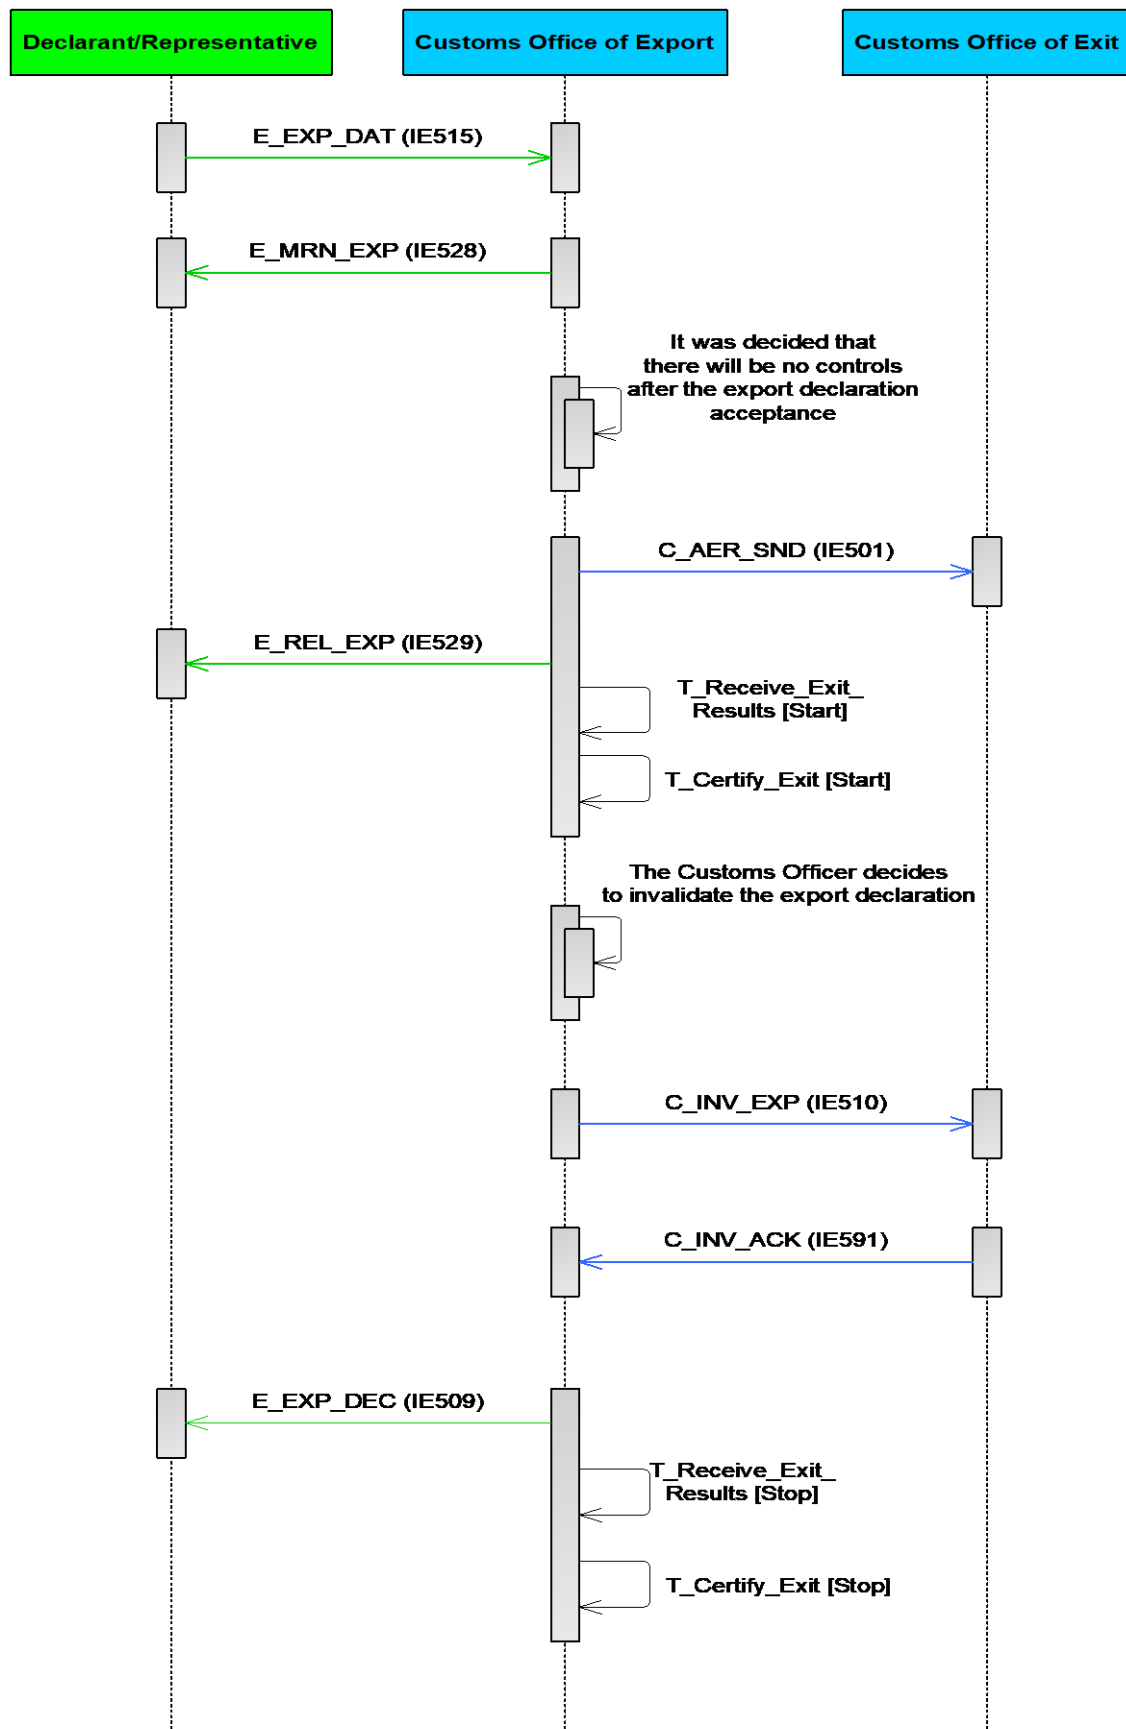 Declarant/Representative
Customs Office of Export
Customs Office of Exit
E_EXP_DAT (IE515)
E_MRN_EXP (IE528)
It was decided that
there will be no controls
after the export declaration
acceptance
C_AER_SND (IE501)
E_REL_EXP (IE529)
T_Receive_Exit_
Results [Start]
T_Certify_Exit [Start]
The Customs Officer decides
to invalidate the export declaration
C_INV_EXP (IE510)
C_INV_ACK (IE591)
E_EXP_DEC (IE509)
T_Receive_Exit_
Results [Stop]
T_Certify_Exit [Stop]